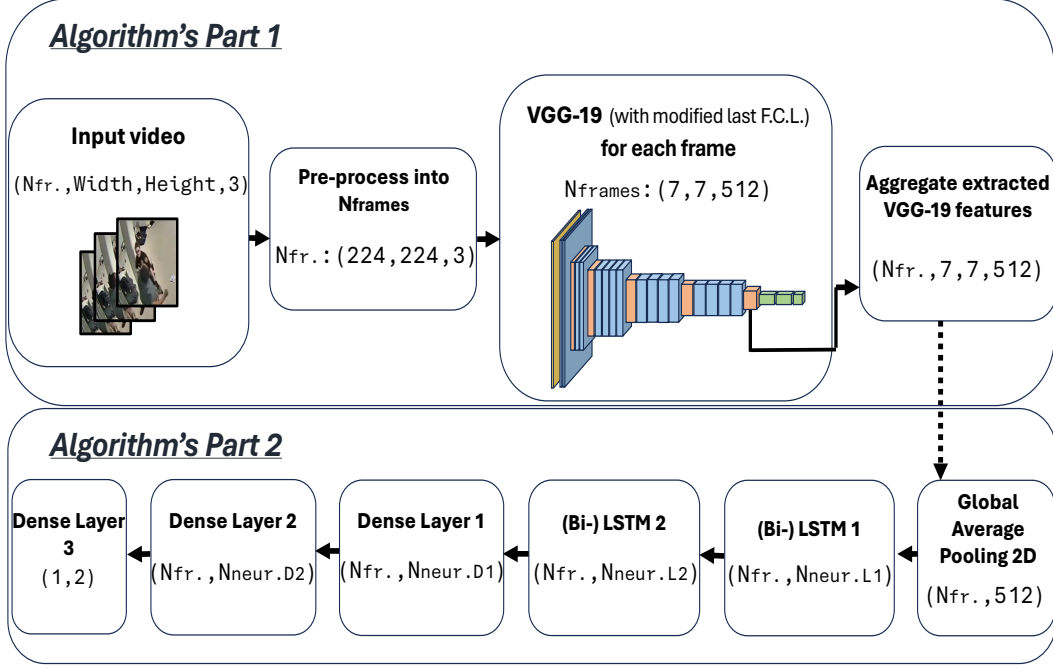 Algorithm's Part 1
Input video
(Nfr.,Width,Height,3)
Pre-process into
Nframes
Nfr.:(224,224,3)
VGG-19 (with modified last F.C.L.)
for each frame
Nframes:(7,7,512)
Aggregate extracted
VGG-19 features
(Nfr.,7,7,512)
Algorithm's Part 2
Dense Layer
3
(1,2)
Dense Layer 2
(Nfr.,Nneur.D2)
Dense Layer 1
(Nfr.,Nneur.D1)
(Bi-) LSTM 2
(Nfr.,Nneur.L2)
(Bi-) LSTM 1
(Nfr.,Nneur.L1)
Global
Average
Pooling 2D
(Nfr.,512)